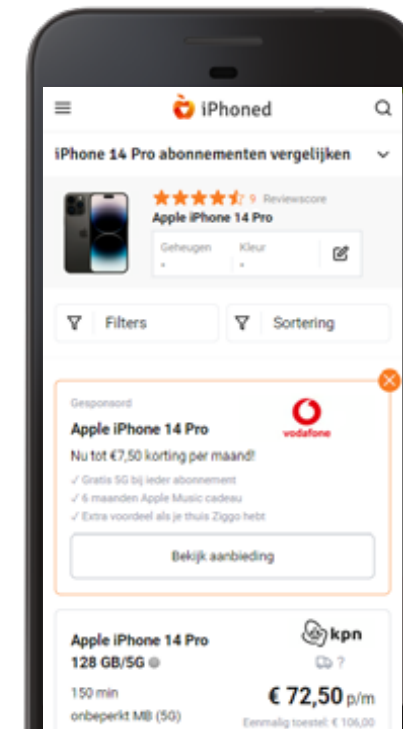 iPhoned
iPhone 14 Pro abonnementen vergelijken
9 Reviewscore
Apple iPhone 14 Pro
Geheugen Kleur
- -
Filters
Sortering
Gesponsord
vodafone
Apple iPhone 14 Pro
Nu tot €7,50 korting per maand!
✓ Gratis 5G bij ieder abonnement
✓ 6 maanden Apple Music cadeau
✓ Extra voordeel als je thuis Ziggo hebt
Bekijk aanbieding
kpn
Apple iPhone 14 Pro
128 GB/5G
?
150 min
€ 72,50 p/m
onbeperkt MB (5G)
Eenmalig toestel: € 106,00